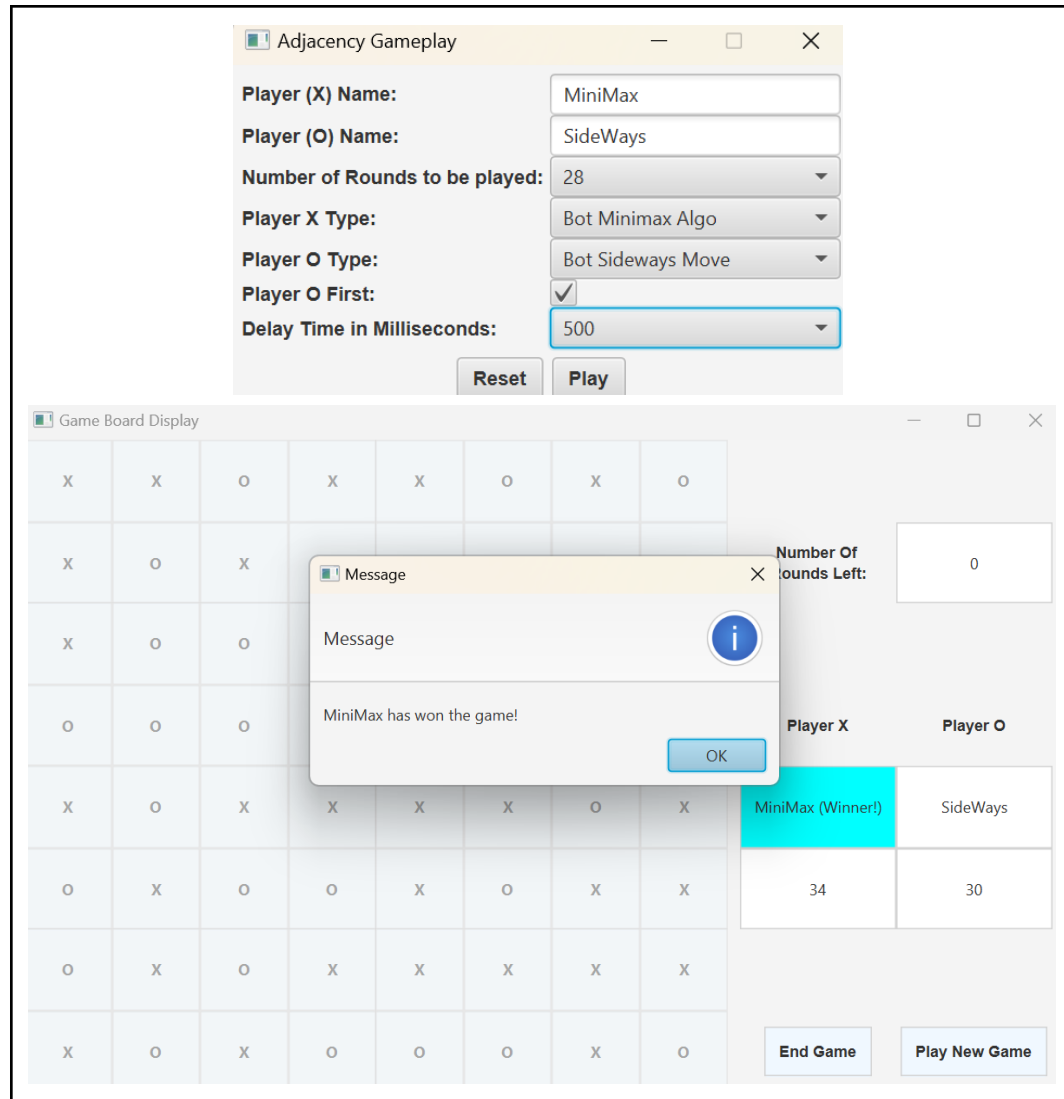 Adjacency Gameplay
Player (X) Name: MiniMax
Player (O) Name: SideWays
Number of Rounds to be played: 28
Player X Type: Bot Minimax Algo
Player O Type: Bot Sideways Move
Player O First:
Delay Time in Milliseconds: 500
Reset Play
Game Board Display
X X O X X O X O
X O X
Number Of
ounds Left:
0
Message
X O O
Message
i
O O O
MiniMax has won the game!
OK
Player X Player O
X O X X X X O X
MiniMax (Winner!) SideWays
O X O O X O X X
34 30
O X O X X X X X
X O X O O O X O
End Game Play New Game